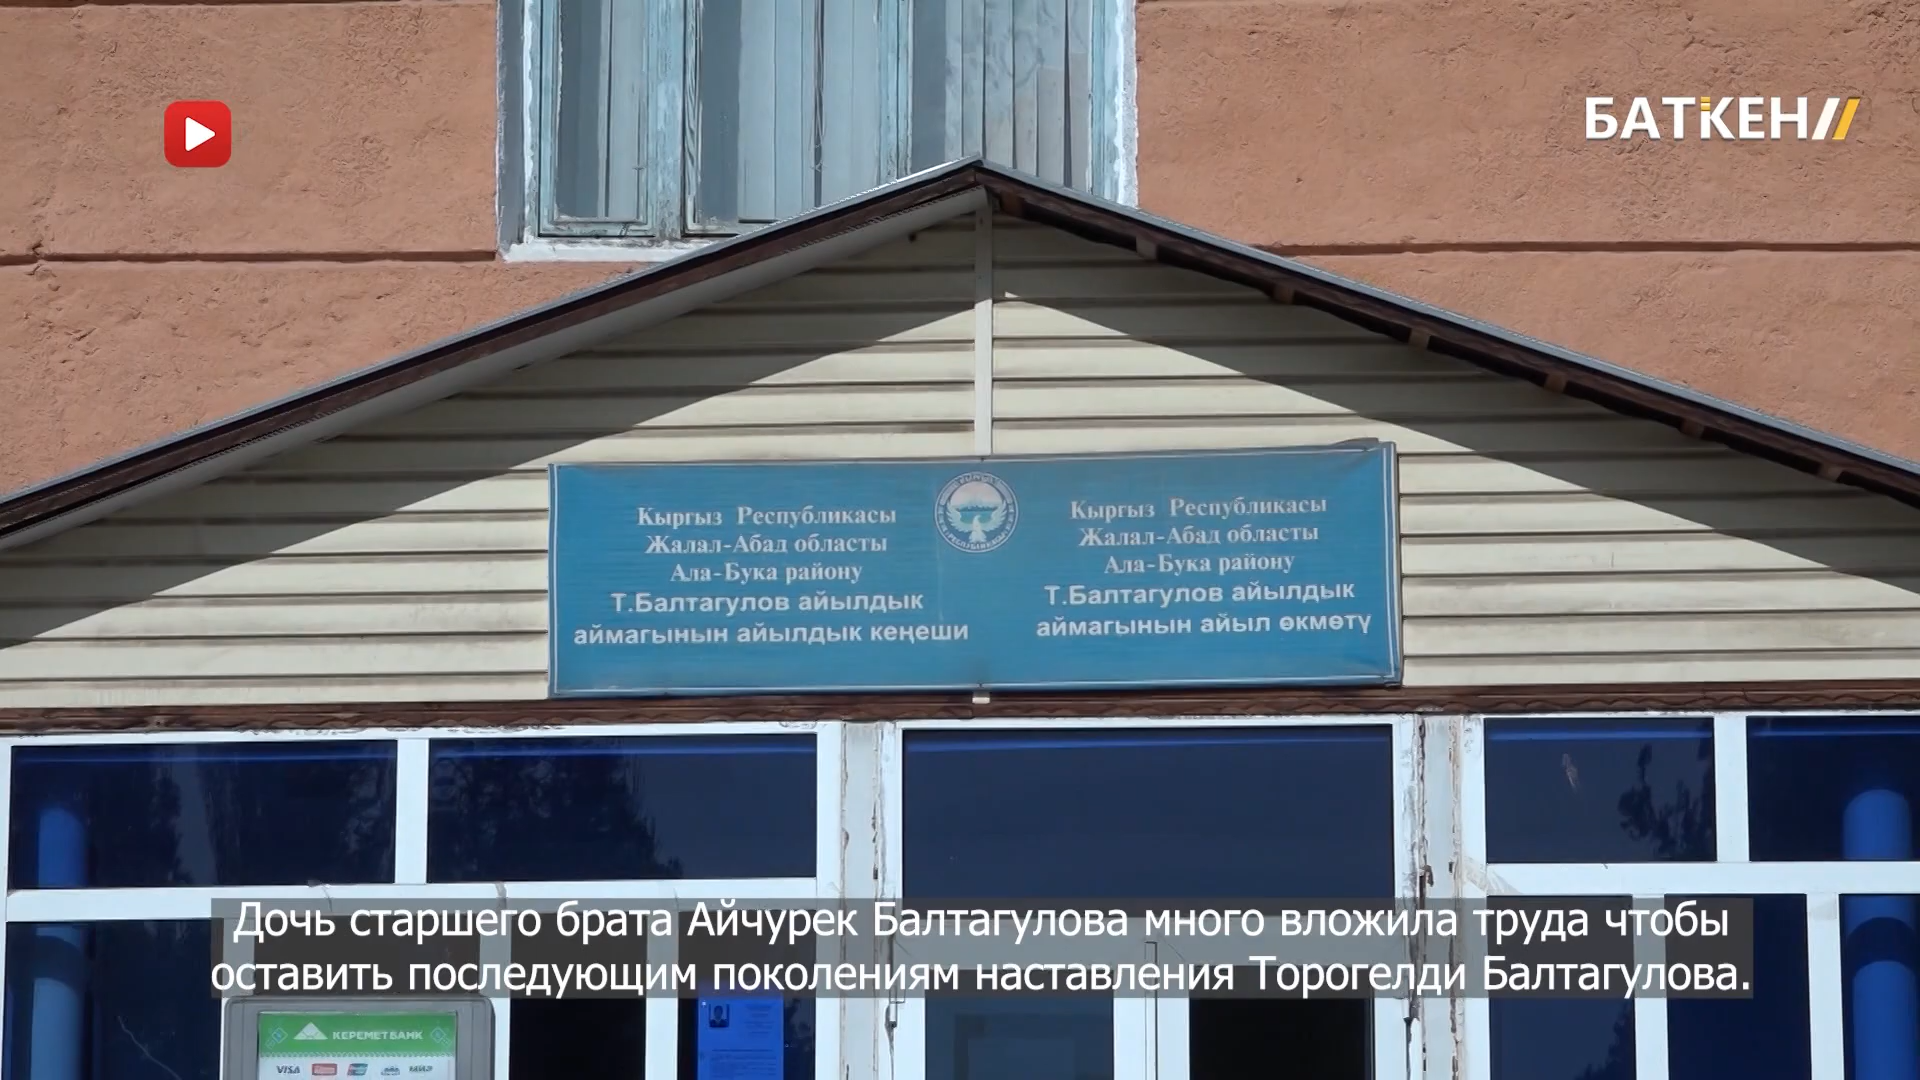 БАТКЕН
Кыргыз Республикасы
Жалал-Абад областы
Ала-Бука району
Т.Балтагулов айылдык
аймагынын айылдык кеңеши
Кыргыз Республикасы
Жалал-Абад областы
Ала-Бука району
Т.Балтагулов айылдык
аймагынын айыл өкмөтү
Дочь старшего брата Айчурек Балтагулова много вложила труда чтобы
оставить последующим поколениям наставления Торогелди Балтагулова.
КЕРЕМЕТБАНК
VISA